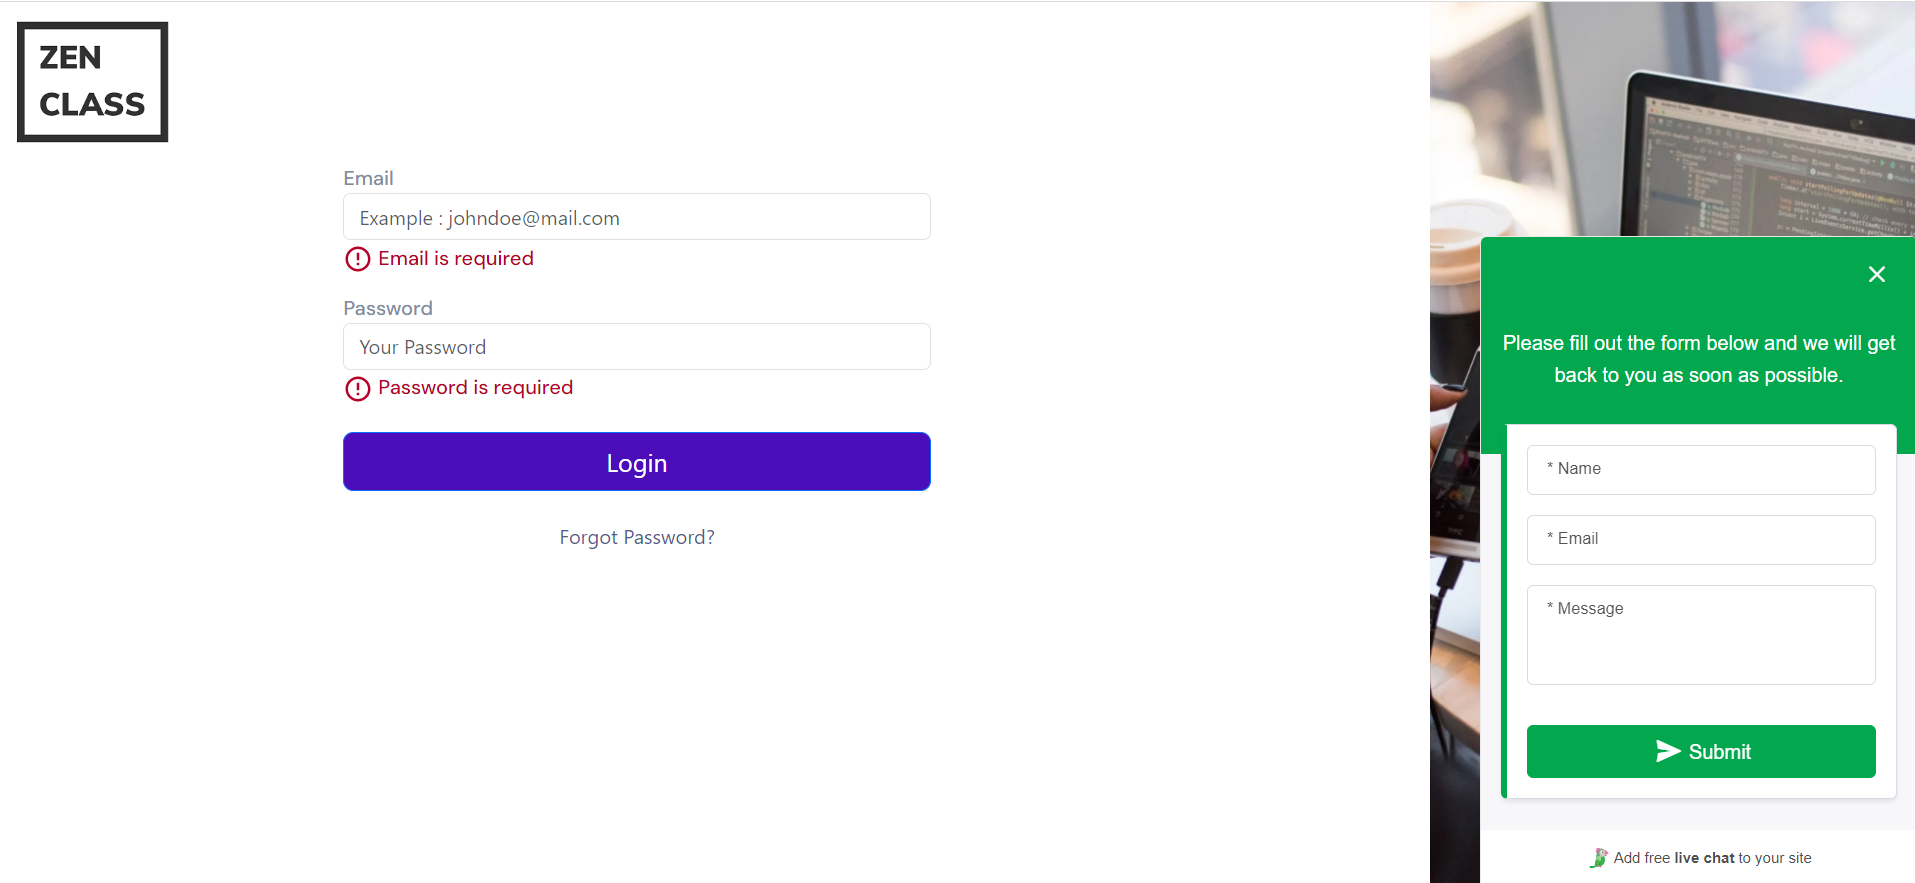 ZEN
CLASS
Email
Example : johndoe@mail.com
Email is required
Password
Your Password
Password is required
Login
Forgot Password?
Please fill out the form below and we will get
back to you as soon as possible.
* Name
* Email
* Message
Submit
Add free live chat to your site